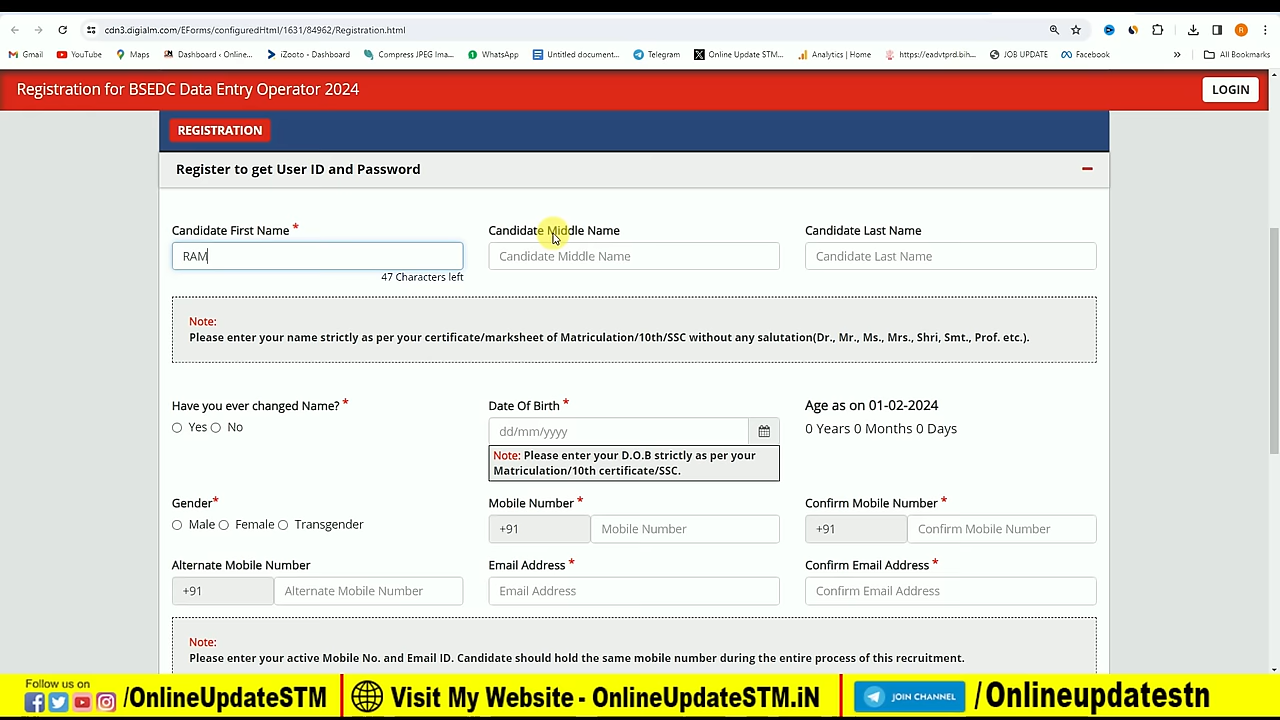 cdn3.digialm.com/EForms/configuredHtml/1631/84962/Registration.html
Gmail YouTube Maps Dashboard « Online... iZooto - Dashboard Compress JPEG Ima... WhatsApp Untitled document... Telegram Online Update STM... Analytics | Home https://eadvtprd.bih... JOB UPDATE Facebook » All Bookmarks
Registration for BSEDC Data Entry Operator 2024 LOGIN
REGISTRATION
Register to get User ID and Password
Candidate First Name * Candidate Middle Name Candidate Last Name
RAM Candidate Middle Name Candidate Last Name
47 Characters left
Note:
Please enter your name strictly as per your certificate/marksheet of Matriculation/10th/SSC without any salutation(Dr., Mr., Ms., Mrs., Shri, Smt., Prof. etc.).
Have you ever changed Name? * Date Of Birth * Age as on 01-02-2024
Yes No dd/mm/yyyy 0 Years 0 Months 0 Days
Note: Please enter your D.O.B strictly as per your
Matriculation/10th certificate/SSC.
Gender* Mobile Number * Confirm Mobile Number *
Male Female Transgender +91 Mobile Number +91 Confirm Mobile Number
Alternate Mobile Number Email Address * Confirm Email Address *
+91 Alternate Mobile Number Email Address Confirm Email Address
Note:
Please enter your active Mobile No. and Email ID. Candidate should hold the same mobile number during the entire process of this recruitment.
Follow us on
/OnlineUpdateSTM Visit My Website - OnlineUpdateSTM.iN JOIN CHANNEL /Onlineupdatestn